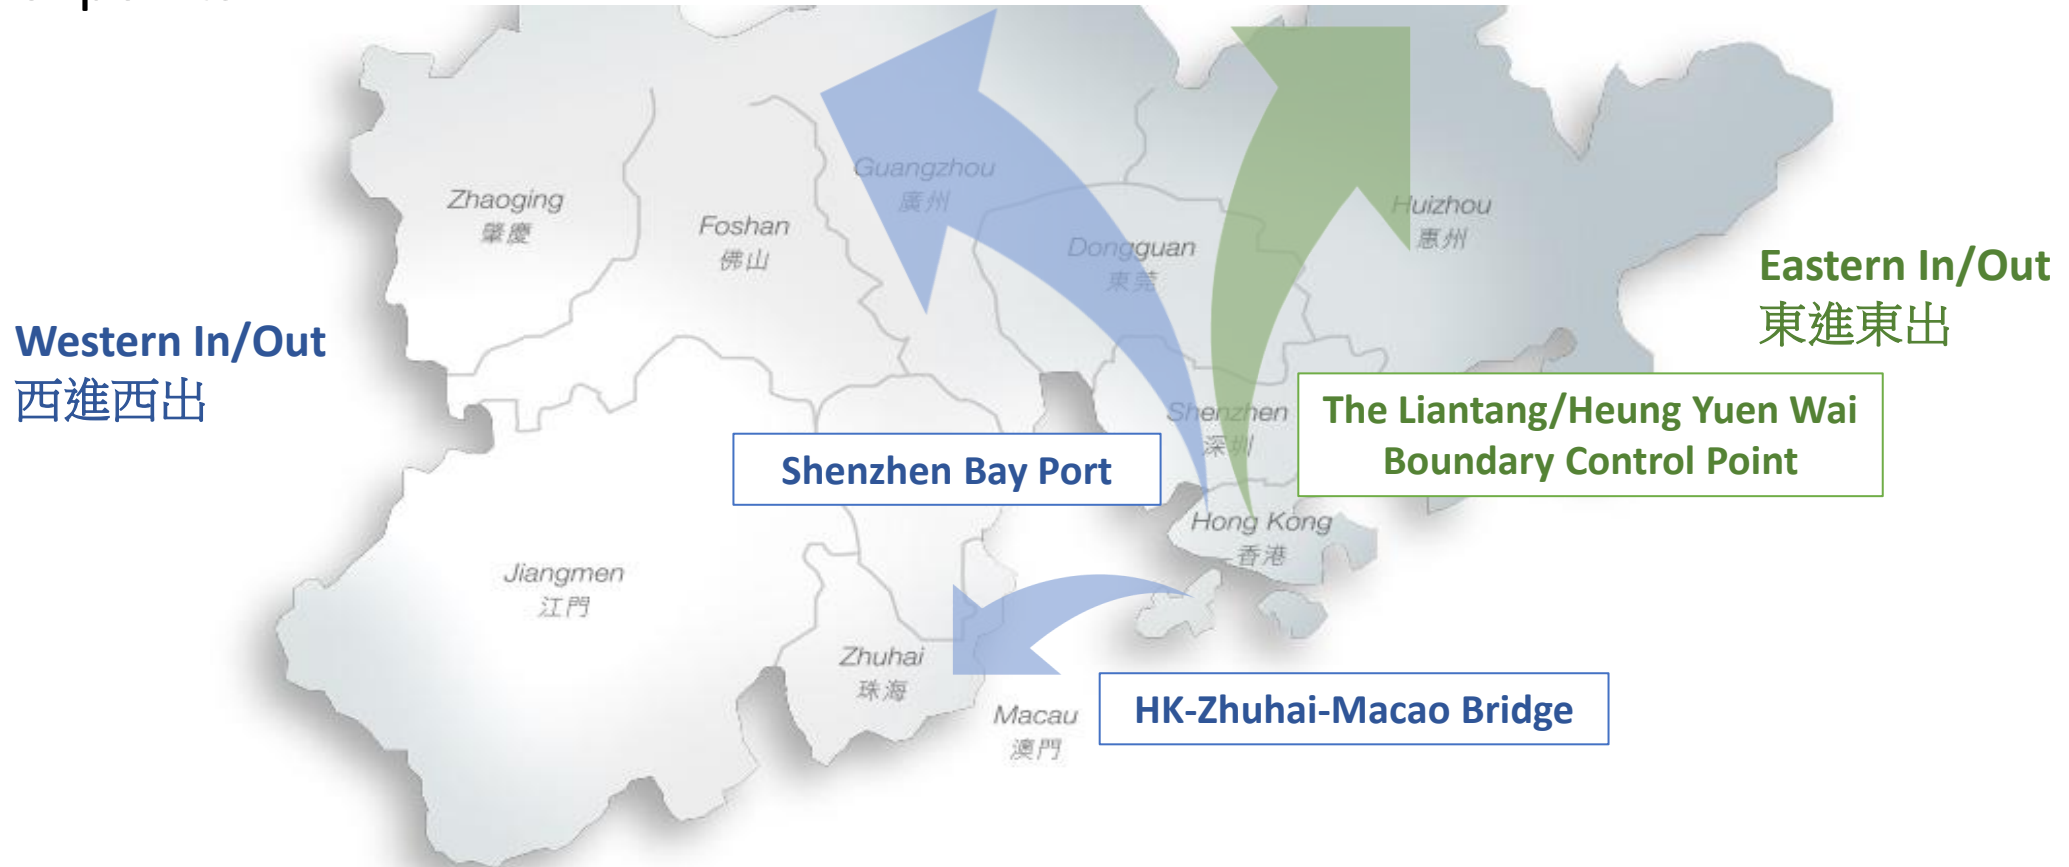 Guangzhou
廣州
Zhaoging
肇慶
Foshan
佛山
Huizhou
惠州
Dongguan
東莞
Eastern In/Out
東進東出
Western In/Out
西進西出
Shenzhen
深圳
The Liantang/Heung Yuen Wai
Boundary Control Point
Shenzhen Bay Port
Hong Kong
香港
Jiangmen
江門
Zhuhai
珠海
HK-Zhuhai-Macao Bridge
Macau
澳門